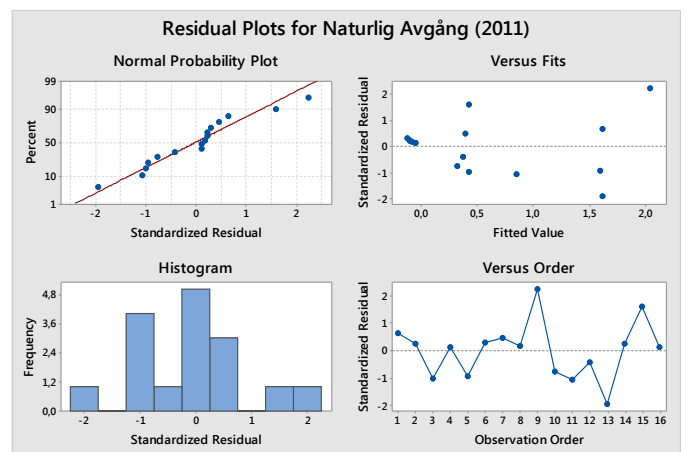 Residual Plots for Naturlig Avgång (2011)
Normal Probability Plot
99
90
50
10
1
Percent
-2 -1 0 1 2
Standardized Residual
Versus Fits
2
1
0
-1
-2
Standardized Residual
0,0 0,5 1,0 1,5 2,0
Fitted Value
Histogram
4,8
3,6
2,4
1,2
0,0
Frequency
-2 -1 0 1 2
Standardized Residual
Versus Order
2
1
0
-1
-2
Standardized Residual
1 2 3 4 5 6 7 8 9 10 11 12 13 14 15 16
Observation Order